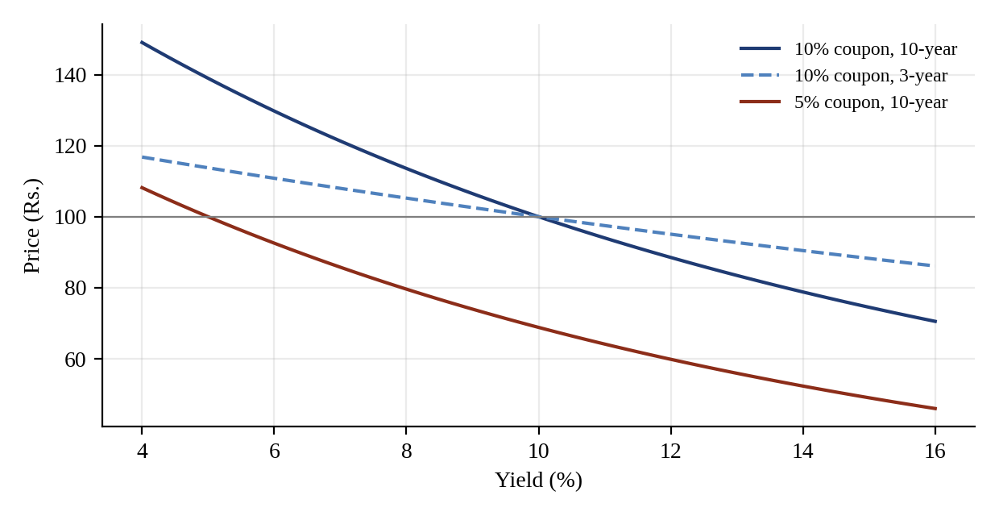 10% coupon, 10-year
10% coupon, 3-year
5% coupon, 10-year
140
120
100
80
60
Price (Rs.)
4 6 8 10 12 14 16
Yield (%)